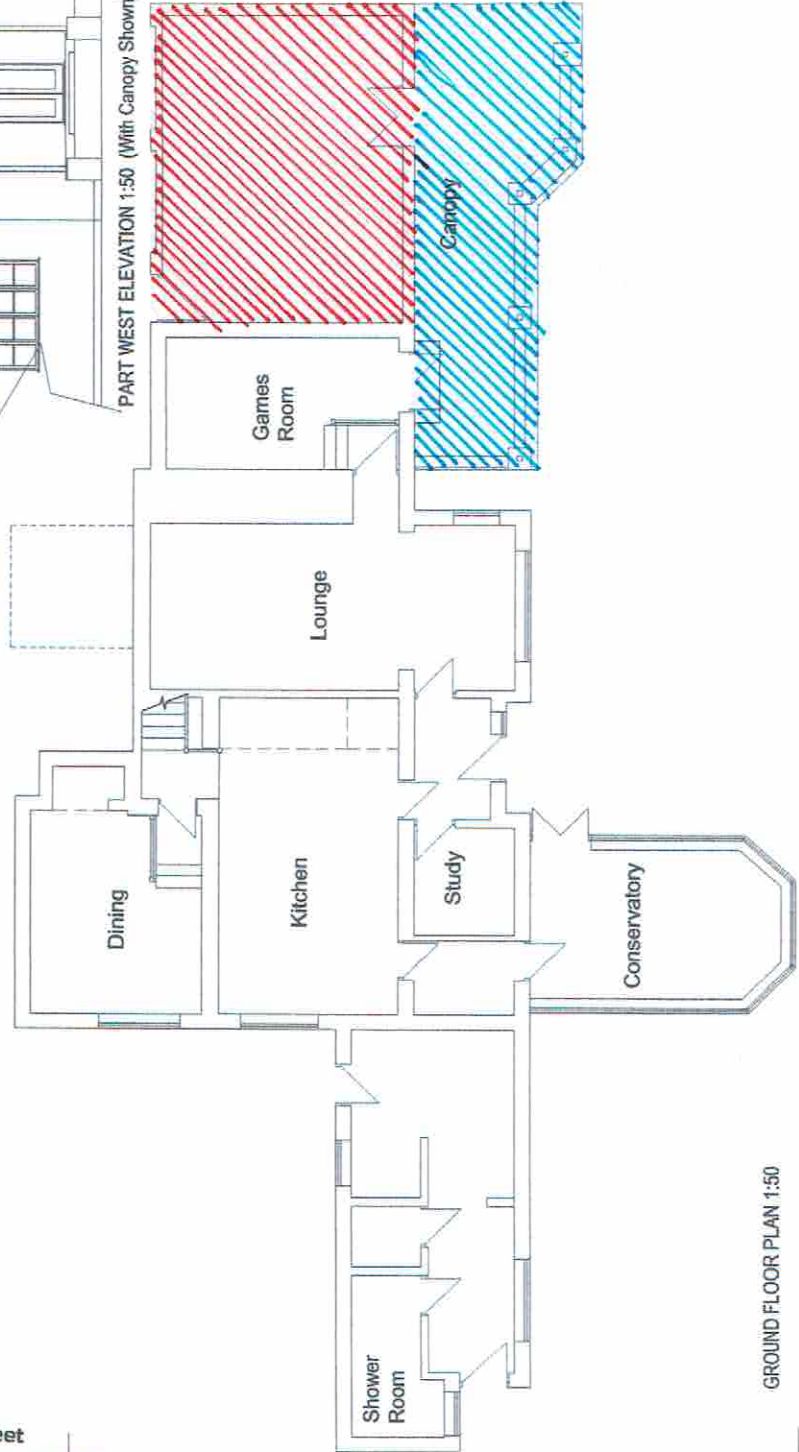 PART WEST ELEVATION 1:50 (With Canopy Shown
Canopy
Games
Room
Lounge
Dining
Kitchen
Study
Conservatory
Shower
Room
GROUND FLOOR PLAN 1:50